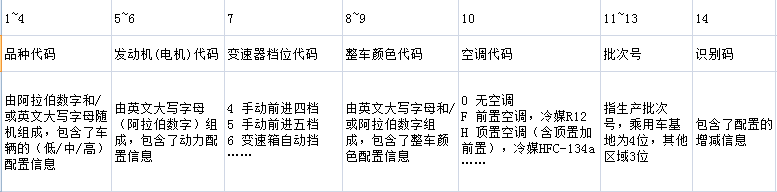 1~4
5~6
7
8~9
10
11~13
14
品种代码
发动机(电机)代码
变速器档位代码
整车颜色代码
空调代码
批次号
识别码
由阿拉伯数字和/
或英文大写字母随
机组成，包含了车
辆的（低/中/高）
配置信息
由英文大写字母
（阿拉伯数字）组
成，包含了动力配
置信息
4 手动前进四档
5 手动前进五档
6 变速箱自动挡
……
由英文大写字母和/
或阿拉伯数字组
成，包含了整车颜
色配置信息
0 无空调
F 前置空调，冷媒R12
H 顶置空调（含顶置加
前置），冷媒HFC-134a
……
指生产批次
号，乘用车基
地为4位，其他
区域3位
包含了配置的
增减信息